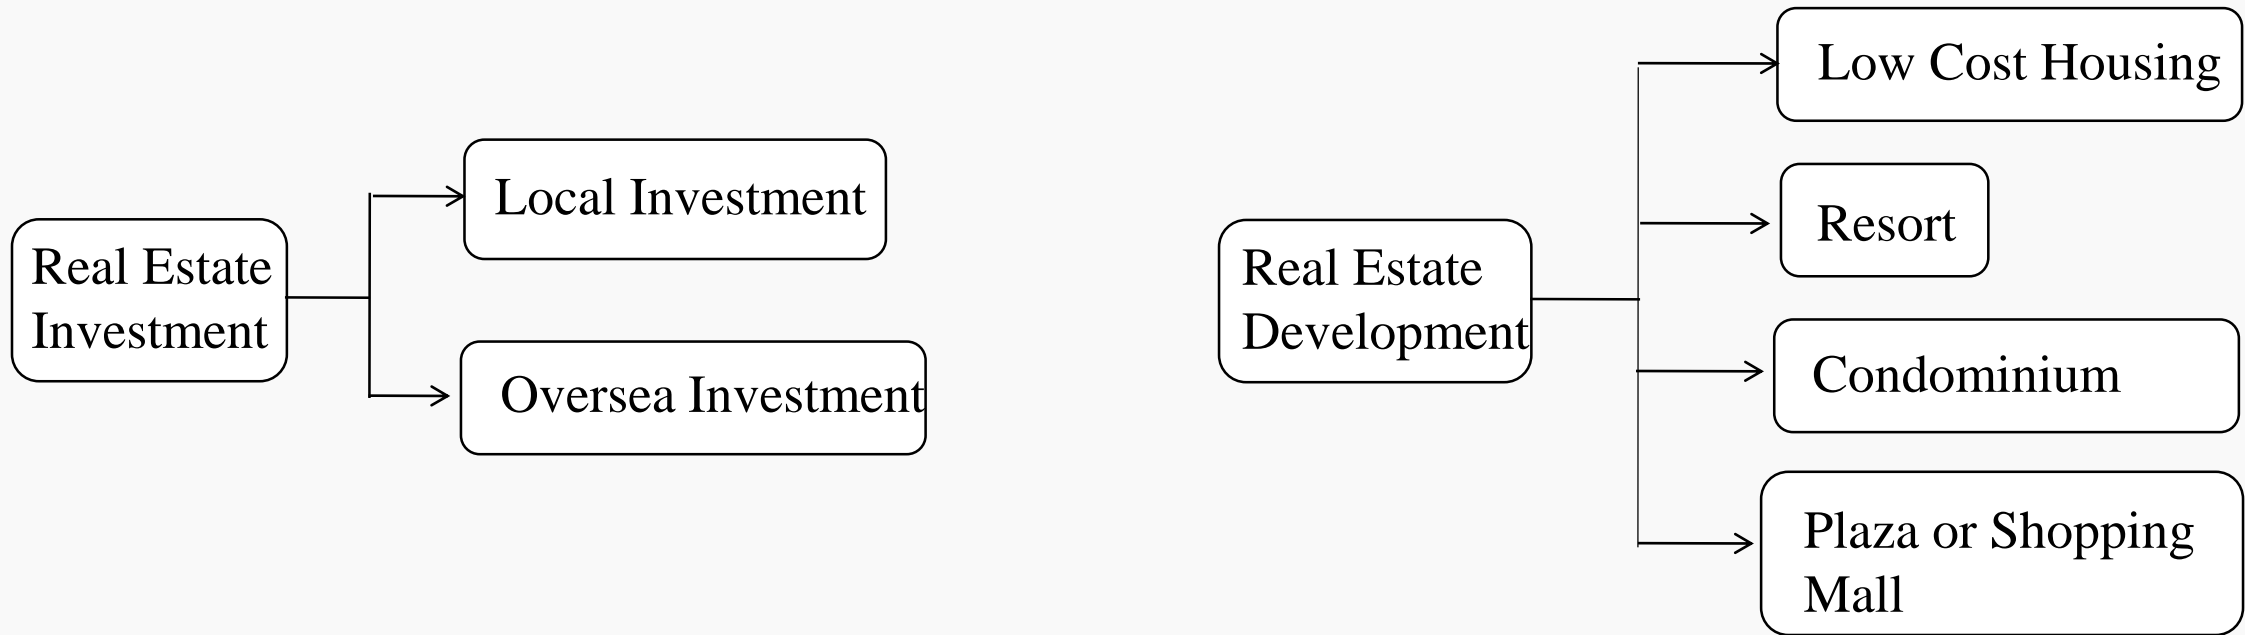 Real Estate
Investment
Local Investment
Oversea Investment
Real Estate
Development
Low Cost Housing
Resort
Condominium
Plaza or Shopping
Mall